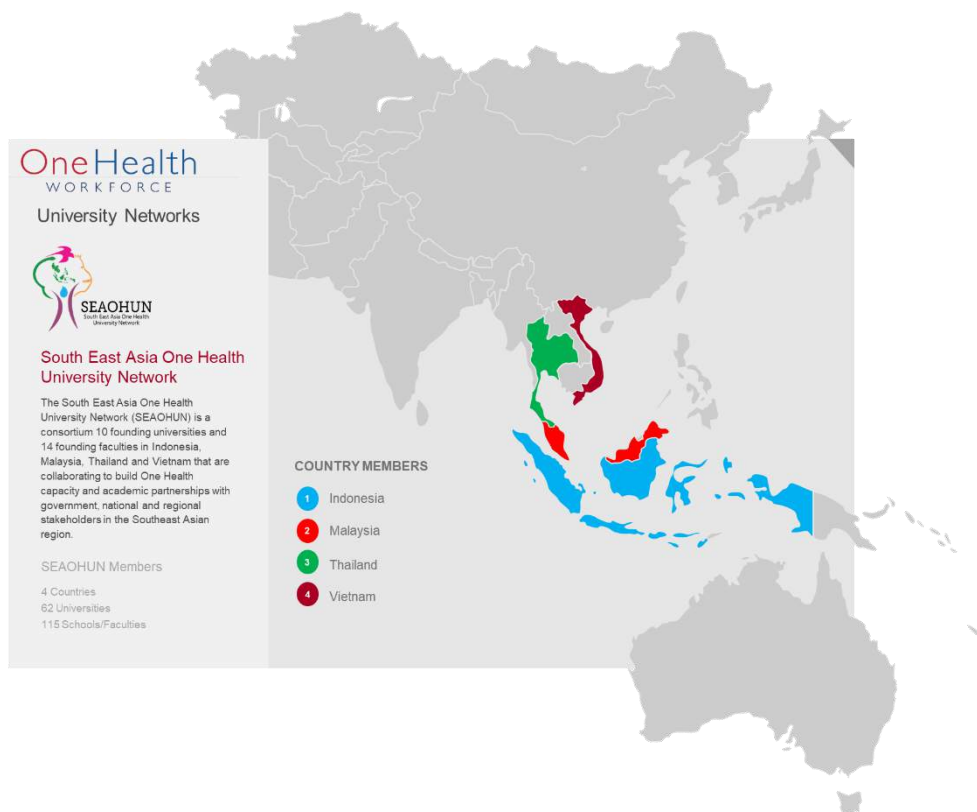 OneHealth
WORKFORCE
University Networks
SEAOHUN
South East Asia One Health
University Network
South East Asia One Health
University Network
The South East Asia One Health
University Network (SEAOHUN) is a
consortium 10 founding universities and
14 founding faculties in Indonesia,
Malaysia, Thailand and Vietnam that are
collaborating to build One Health
capacity and academic partnerships with
government, national and regional
stakeholders in the Southeast Asian
region.
SEAOHUN Members
4 Countries
62 Universities
115 Schools/Faculties
COUNTRY MEMBERS
1 Indonesia
2 Malaysia
3 Thailand
4 Vietnam